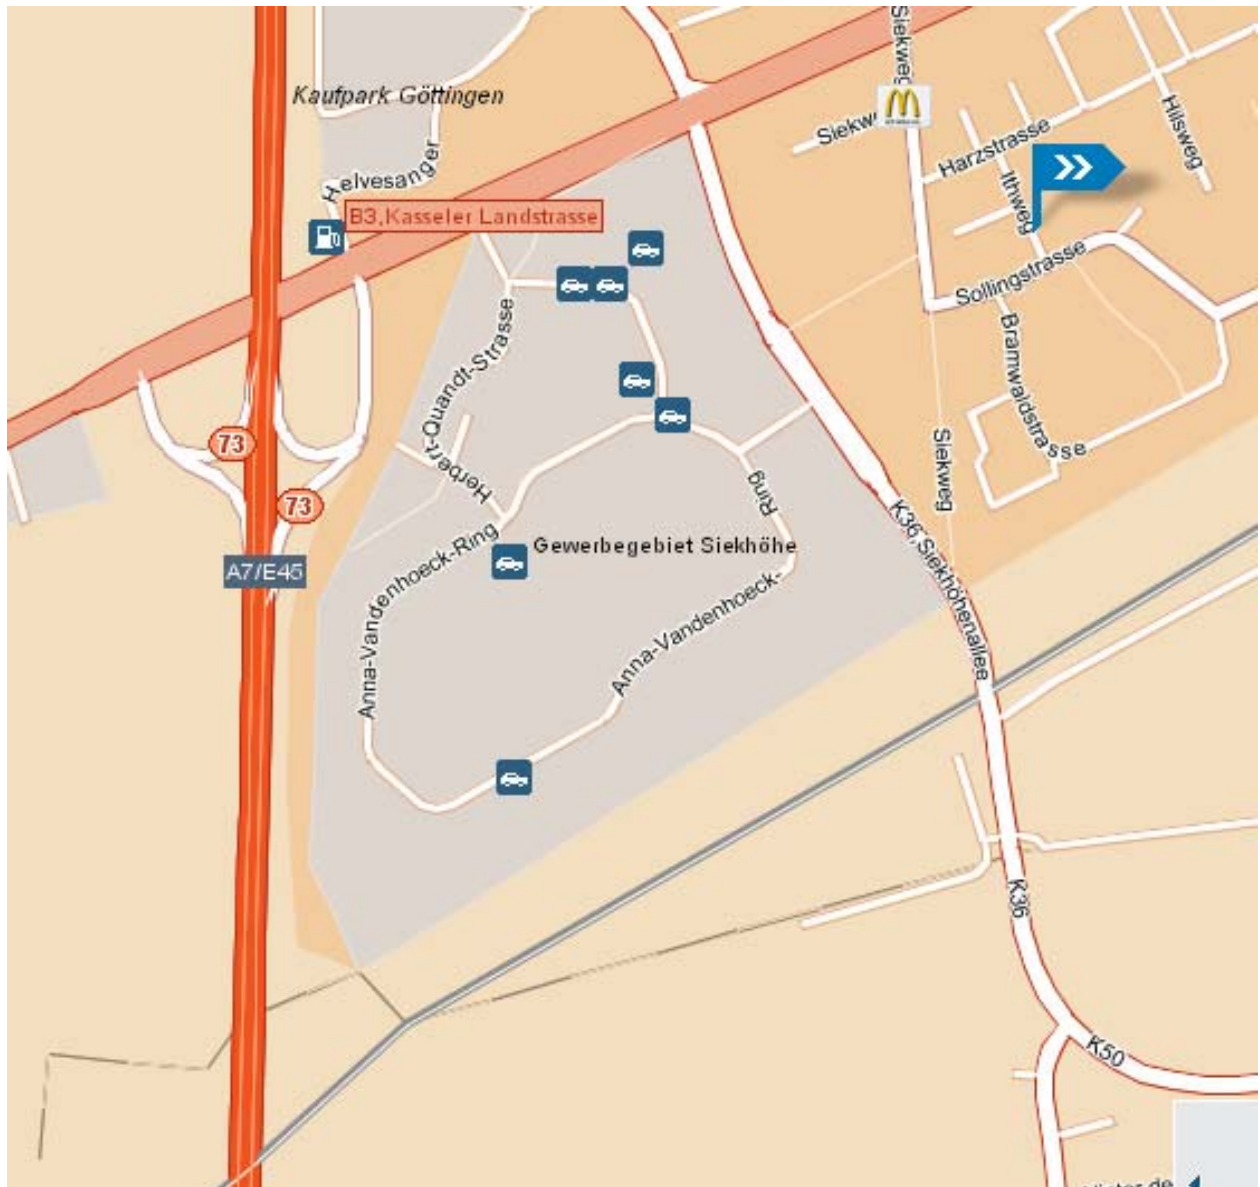 Siekweg
Kaufpark Göttingen
Siekw
Harzstrasse
Hilsweg
Helvesanger
Ithweg
B3,Kasseler Landstrasse
Sollingstrasse
Herbert-Quandt-Strasse
Bramwaldstrasse
73
73
Siekweg
Ring
K36,Siekhöhenallee
Anna-Vandenhoeck-Ring
Gewerbegebiet Siekhöhe
A7/E45
Anna-Vandenhoeck-
K36
K50